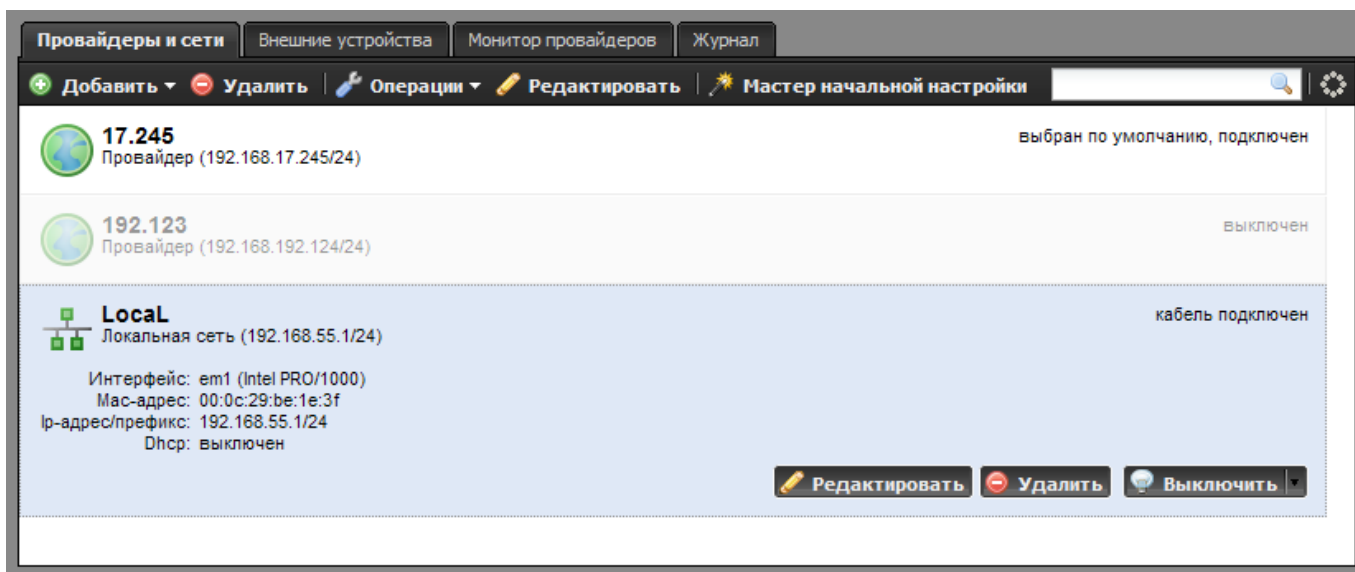 Провайдеры и сети Внешние устройства Монитор провайдеров Журнал
Добавить Удалить Операции Редактировать Мастер начальной настройки
17.245 выбран по умолчанию, подключен
Провайдер (192.168.17.245/24)
192.123 выключен
Провайдер (192.168.192.124/24)
LocaL кабель подключен
Локальная сеть (192.168.55.1/24)
Интерфейс: em1 (Intel PRO/1000)
Mac-адрес: 00:0c:29:be:1e:3f
Ip-адрес/префикс: 192.168.55.1/24
Dhcp: выключен
Редактировать Удалить Выключить